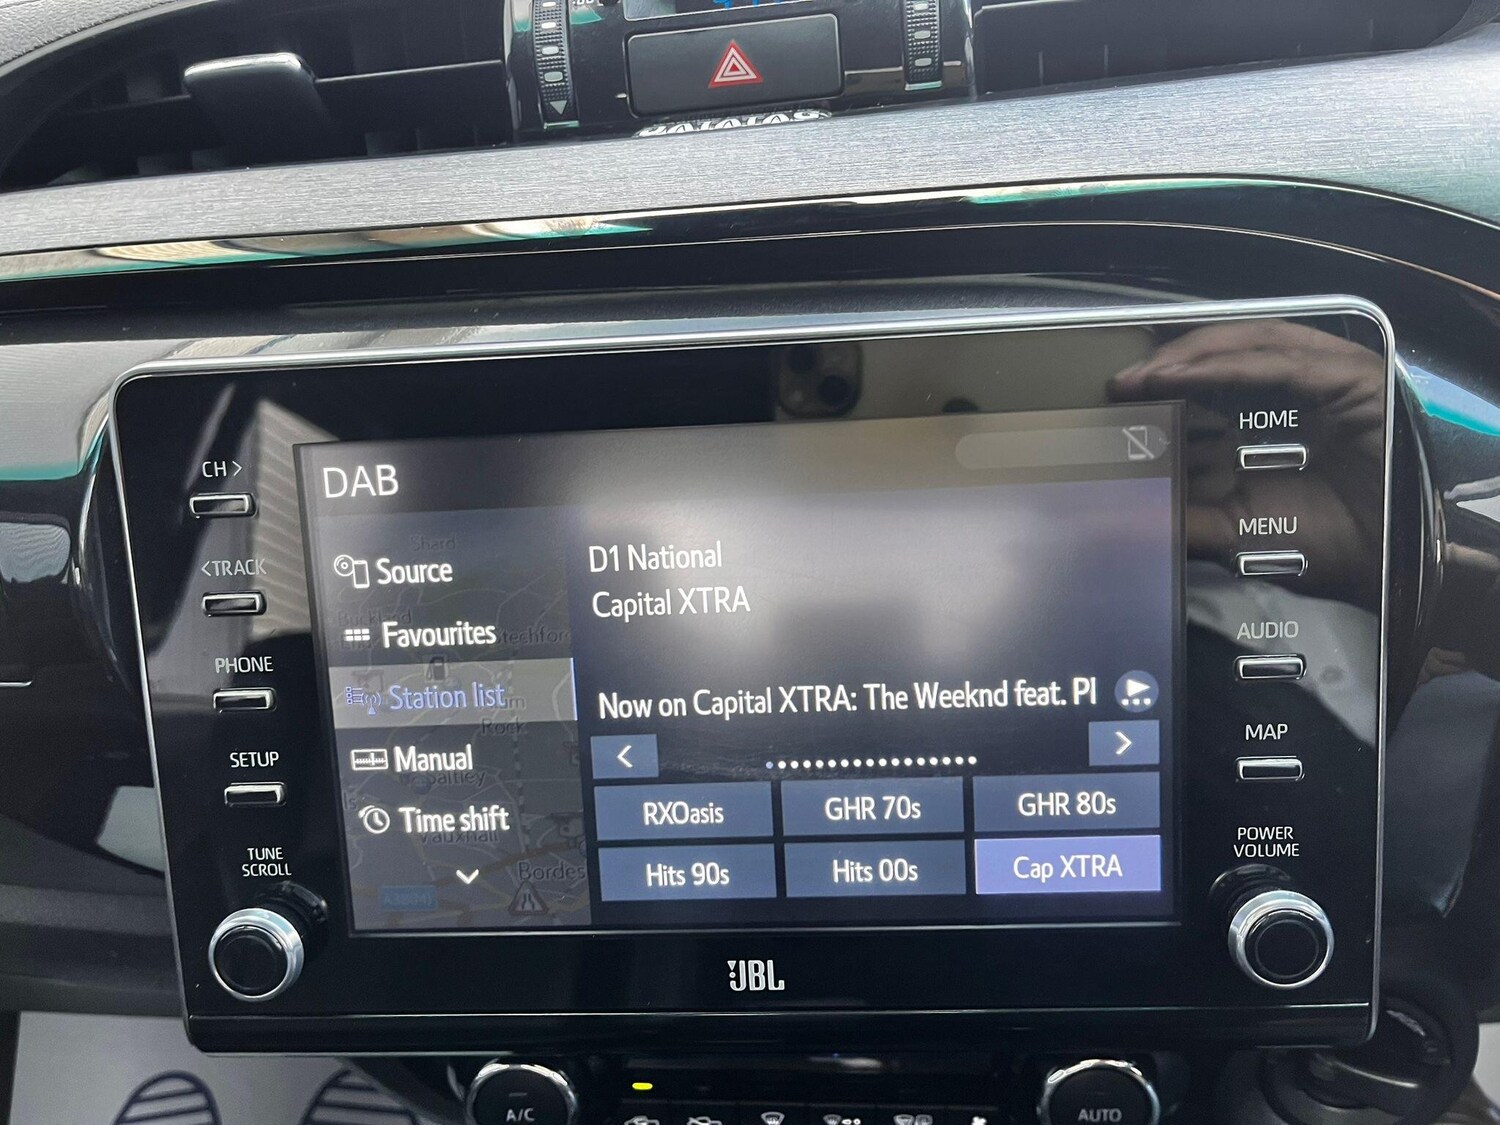 CH >
< TRACK
PHONE
SETUP
TUNE
SCROLL
DAB
Source
Favourites
Station list
Manual
Time shift
D1 National
Capital XTRA
Now on Capital XTRA: The Weeknd feat. Pl
RXOasis
GHR 70s
GHR 80s
Hits 90s
Hits 00s
Cap XTRA
HOME
MENU
AUDIO
MAP
POWER
VOLUME
JBL
A/C
AUTO